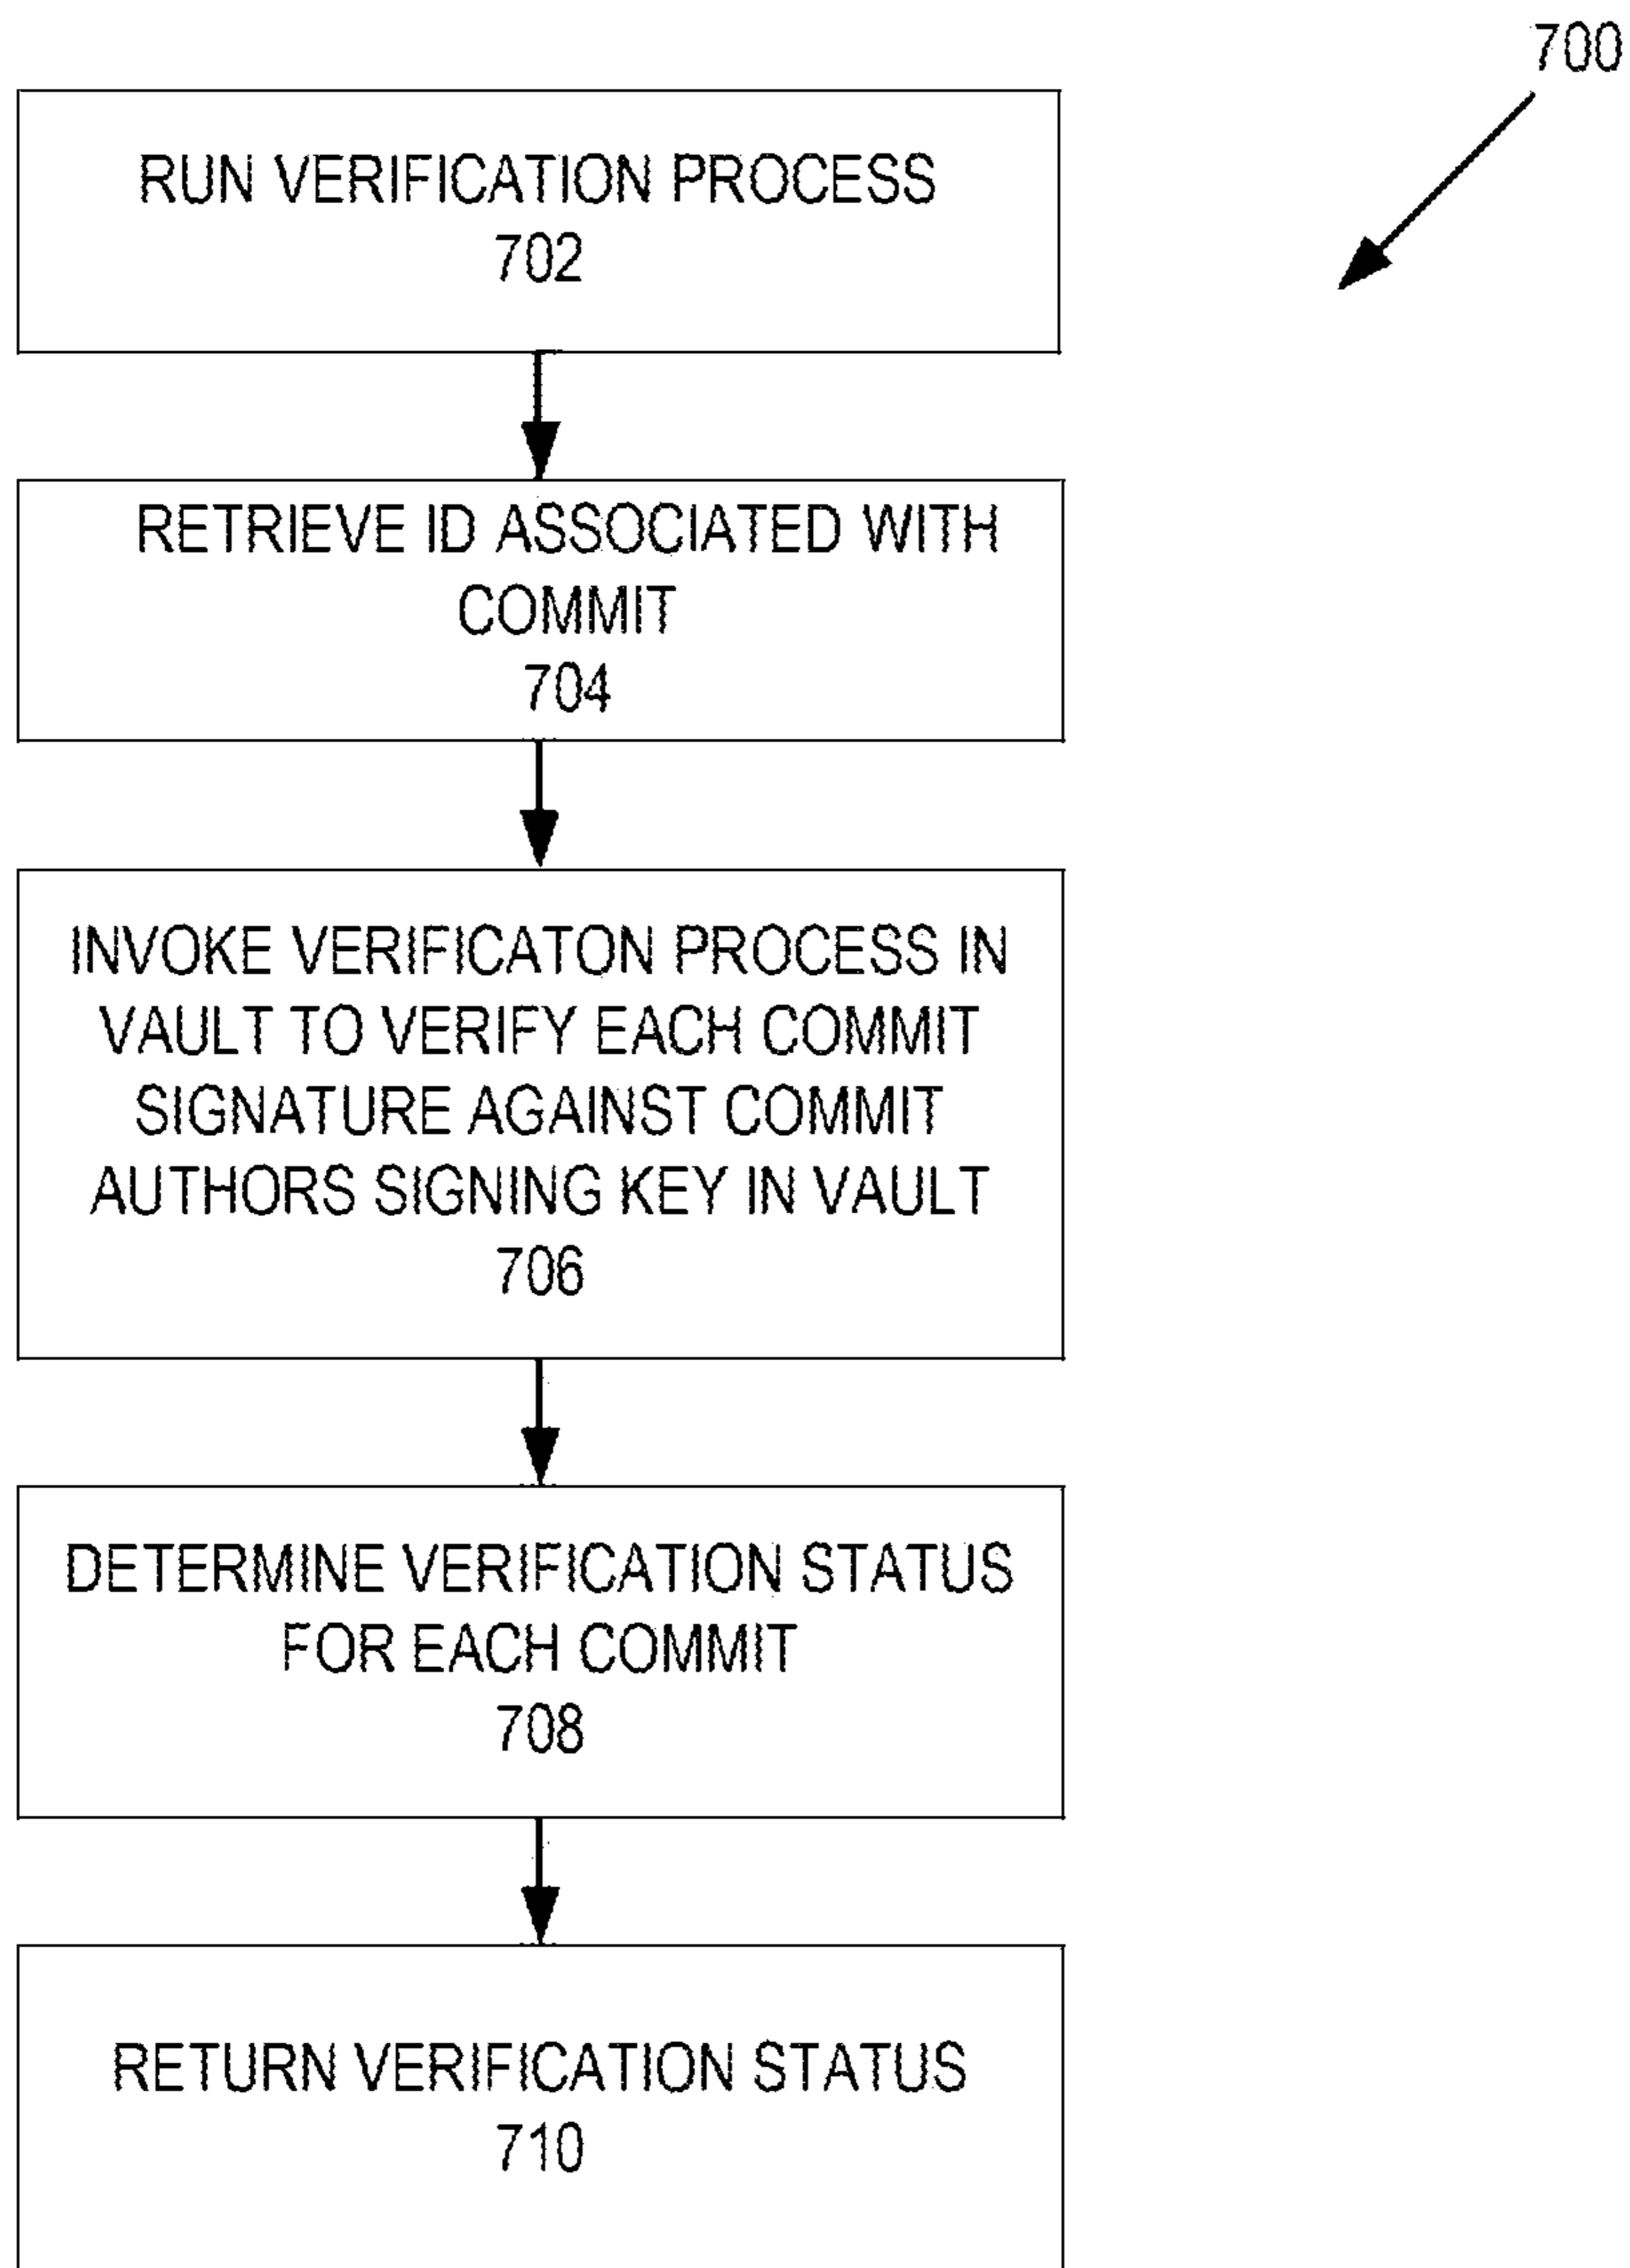 700
RUN VERIFICATION PROCESS
702
RETRIEVE ID ASSOCIATED WITH
COMMIT
704
INVOKE VERIFICATON PROCESS IN
VAULT TO VERIFY EACH COMMIT
SIGNATURE AGAINST COMMIT
AUTHORS SIGNING KEY IN VAULT
706
DETERMINE VERIFICATION STATUS
FOR EACH COMMIT
708
RETURN VERIFICATION STATUS
710